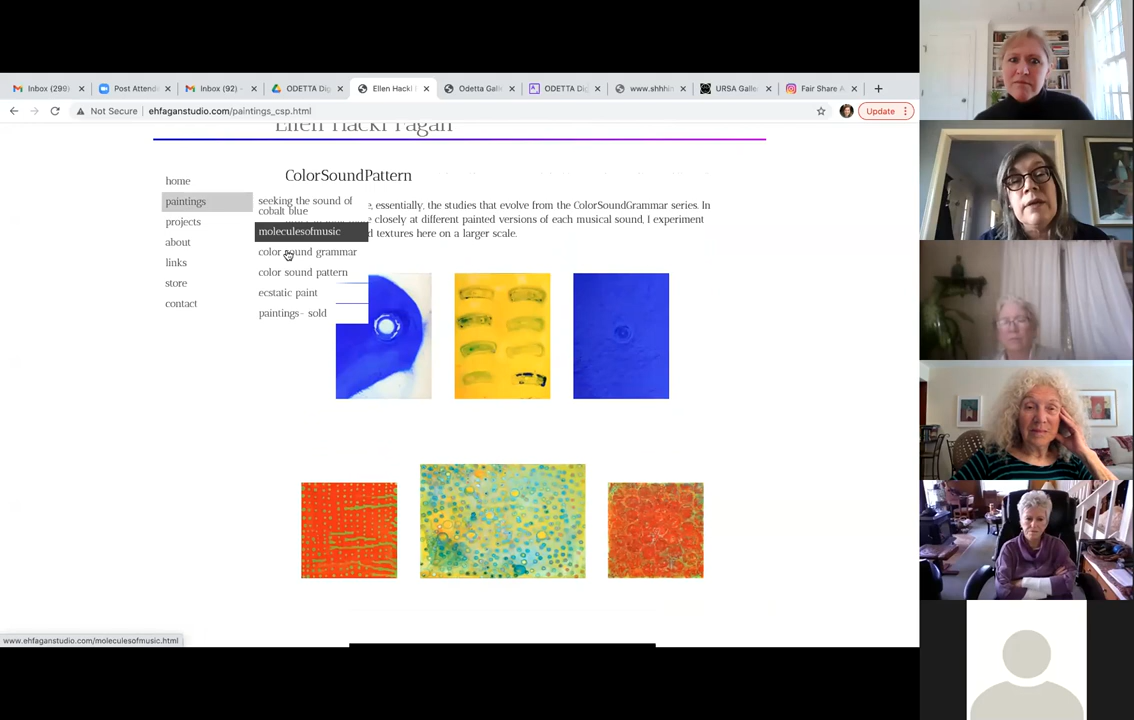 Inbox (299)
Post Attend
Inbox (92) -
ODETTA Dig
Ellen Hackl
Odetta Gall
ODETTA Dig
www.shhhin
URSA Galle
Fair Share A
Not Secure
ehfaganstudio.com/paintings_csp.html
Update
Ellen Hackl Fagan
ColorSoundPattern
home
paintings
projects
about
links
store
contact
seeking the sound of
cobalt blue
moleculesofmusic
color sound grammar
color sound pattern
ecstatic paint
paintings- sold
e, essentially, the studies that evolve from the ColorSoundGrammar series. In
e closely at different painted versions of each musical sound, I experiment
d textures here on a larger scale.
www.ehfaganstudio.com/moleculesofmusic.html